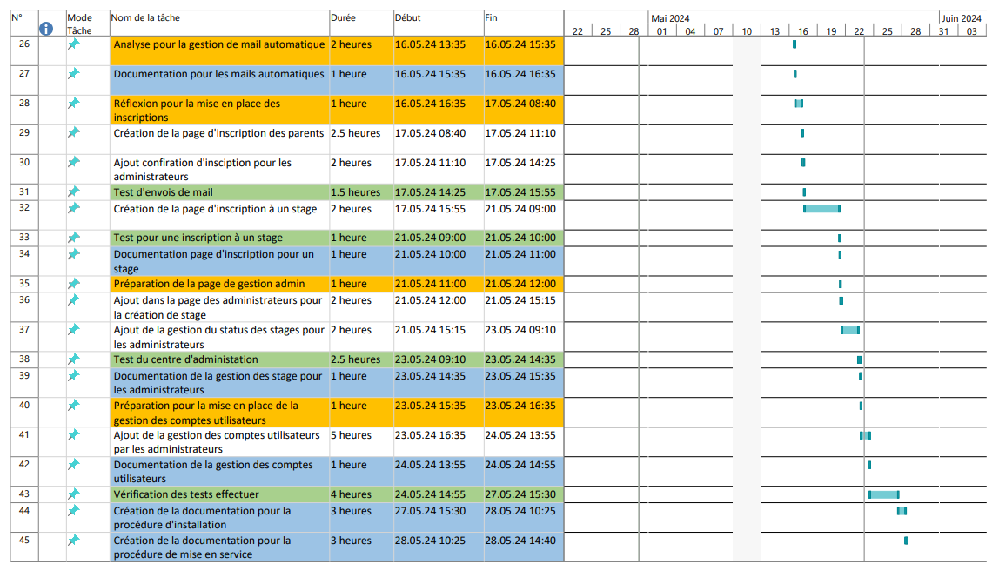 N° Mode Nom de la tâche Durée Début Fin Mai 2024 Juin 2024
Tâche 22 25 28 01 04 07 10 13 16 19 22 25 28 31 03
26 Analyse pour la gestion de mail automatique 2 heures 16.05.24 13:35 16.05.24 15:35
27 Documentation pour les mails automatiques 1 heure 16.05.24 15:35 16.05.24 16:35
28 Réflexion pour la mise en place des 1 heure 16.05.24 16:35 17.05.24 08:40
inscriptions
29 Création de la page d'inscription des parents 2.5 heures 17.05.24 08:40 17.05.24 11:10
30 Ajout confiration d'insciption pour les 2 heures 17.05.24 11:10 17.05.24 14:25
administrateurs
31 Test d'envois de mail 1.5 heures 17.05.24 14:25 17.05.24 15:55
32 Création de la page d'inscription à un stage 2 heures 17.05.24 15:55 21.05.24 09:00
33 Test pour une inscription à un stage 1 heure 21.05.24 09:00 21.05.24 10:00
34 Documentation page d'inscription pour un 1 heure 21.05.24 10:00 21.05.24 11:00
stage
35 Préparation de la page de gestion admin 1 heure 21.05.24 11:00 21.05.24 12:00
36 Ajout dans la page des administrateurs pour 2 heures 21.05.24 12:00 21.05.24 15:15
la création de stage
37 Ajout de la gestion du status des stages pour 2 heures 21.05.24 15:15 23.05.24 09:10
les administrateurs
38 Test du centre d'administation 2.5 heures 23.05.24 09:10 23.05.24 14:35
39 Documentation de la gestion des stage pour 1 heure 23.05.24 14:35 23.05.24 15:35
les administrateurs
40 Préparation pour la mise en place de la 1 heure 23.05.24 15:35 23.05.24 16:35
gestion des comptes utilisateurs
41 Ajout de la gestion des comptes utilisateurs 5 heures 23.05.24 16:35 24.05.24 13:55
par les administrateurs
42 Documentation de la gestion des comptes 1 heure 24.05.24 13:55 24.05.24 14:55
utilisateurs
43 Vérification des tests effectuer 4 heures 24.05.24 14:55 27.05.24 15:30
44 Création de la documentation pour la 3 heures 27.05.24 15:30 28.05.24 10:25
procédure d'installation
45 Création de la documentation pour la 3 heures 28.05.24 10:25 28.05.24 14:40
procédure de mise en service